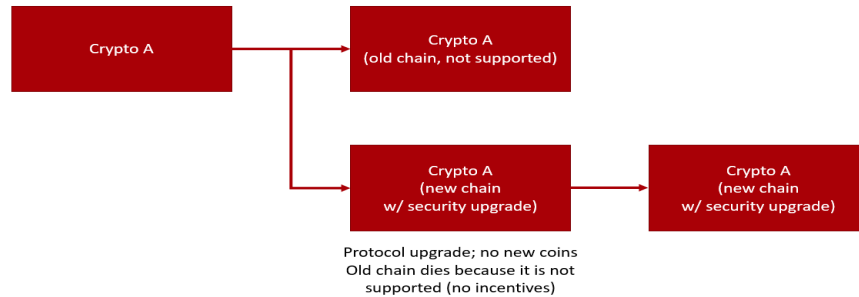 Crypto A
Crypto A
(old chain, not supported)
Crypto A
(new chain
w/ security upgrade)
Crypto A
(new chain
w/ security upgrade)
Protocol upgrade; no new coins
Old chain dies because it is not
supported (no incentives)